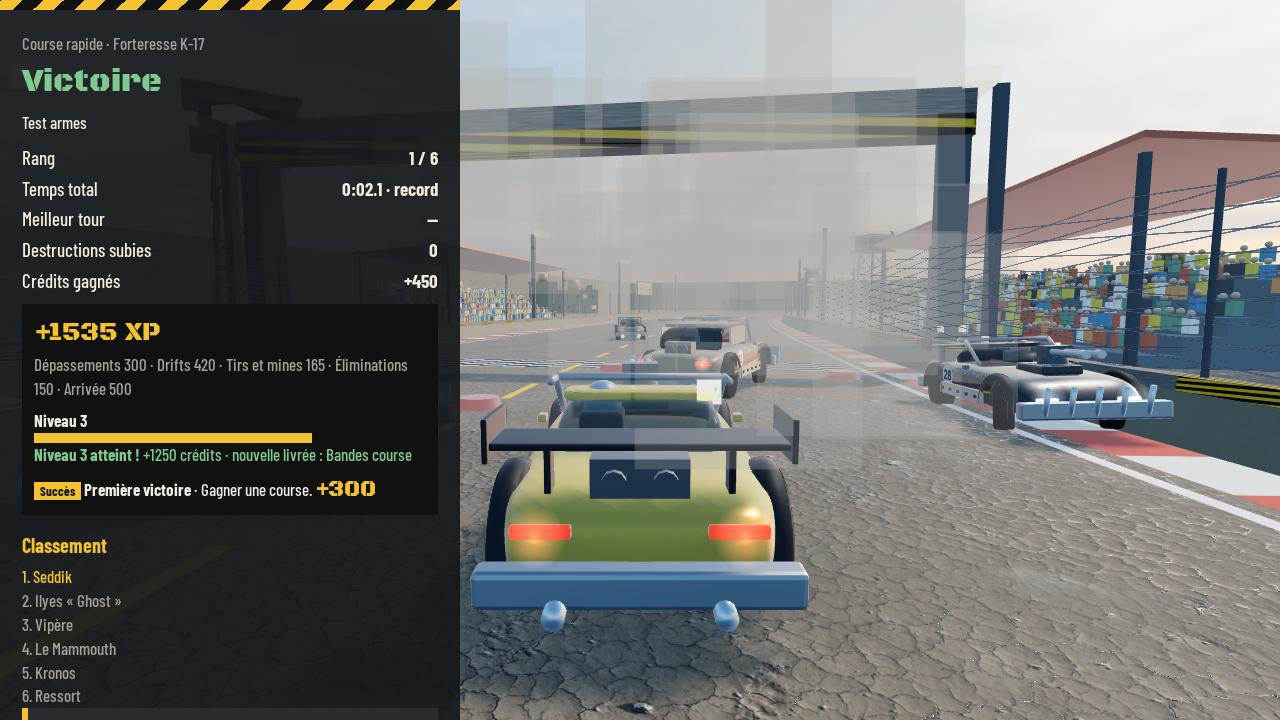 Course rapide · Forteresse K-17
Victoire
Test armes
Rang 1 / 6
Temps total 0:02.1 · record
Meilleur tour –
Destructions subies 0
Crédits gagnés +450
+1535 XP
Dépassements 300 · Drifts 420 · Tirs et mines 165 · Éliminations
150 · Arrivée 500
Niveau 3
Niveau 3 atteint ! +1250 crédits · nouvelle livrée : Bandes course
Succès Première victoire · Gagner une course. +300
Classement
1. Seddik
2. Ilyes « Ghost »
3. Vipère
4. Le Mammouth
5. Kronos
6. Ressort
28